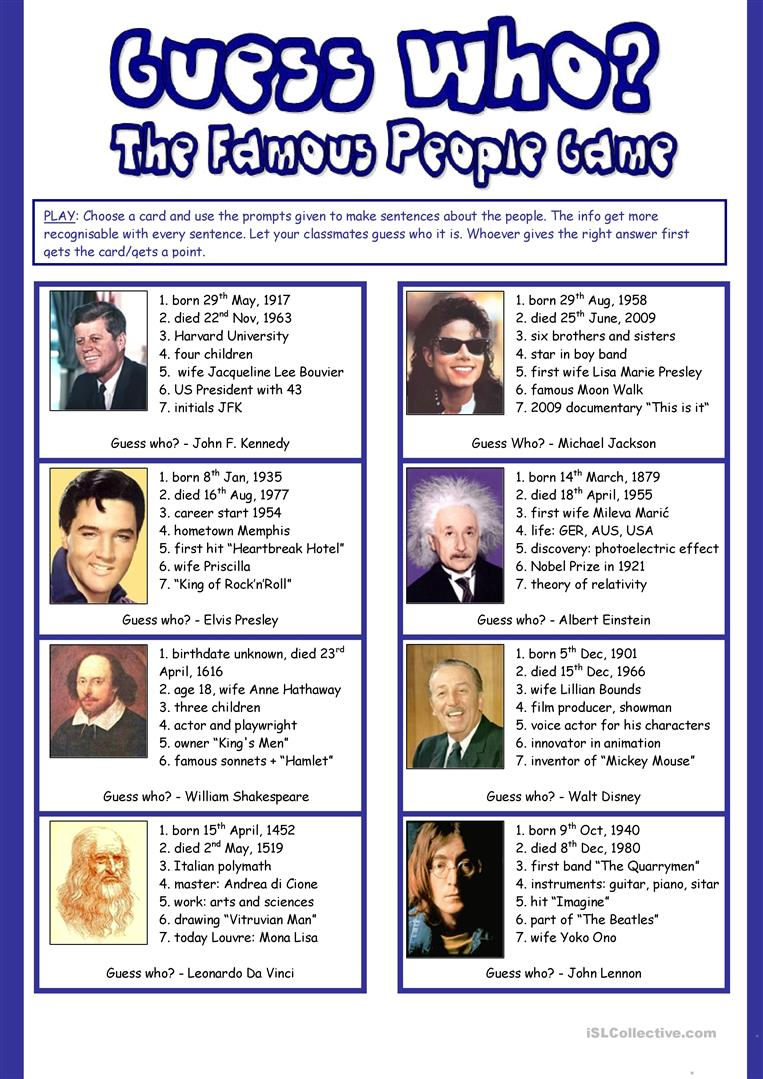 Guess Who?
The Famous People Game
PLAY: Choose a card and use the prompts given to make sentences about the people. The info get more
recognisable with every sentence. Let your classmates guess who it is. Whoever gives the right answer first
gets the card/gets a point.
1. born 29th May, 1917
2. died 22nd Nov, 1963
3. Harvard University
4. four children
5. wife Jacqueline Lee Bouvier
6. US President with 43
7. initials JFK
Guess who? - John F. Kennedy
1. born 29th Aug, 1958
2. died 25th June, 2009
3. six brothers and sisters
4. star in boy band
5. first wife Lisa Marie Presley
6. famous Moon Walk
7. 2009 documentary “This is it“
Guess Who? - Michael Jackson
1. born 8th Jan, 1935
2. died 16th Aug, 1977
3. career start 1954
4. hometown Memphis
5. first hit “Heartbreak Hotel”
6. wife Priscilla
7. “King of Rock’n’Roll”
Guess who? - Elvis Presley
1. born 14th March, 1879
2. died 18th April, 1955
3. first wife Mileva Marić
4. life: GER, AUS, USA
5. discovery: photoelectric effect
6. Nobel Prize in 1921
7. theory of relativity
Guess who? - Albert Einstein
1. birthdate unknown, died 23rd
April, 1616
2. age 18, wife Anne Hathaway
3. three children
4. actor and playwright
5. owner “King's Men”
6. famous sonnets + “Hamlet”
Guess who? - William Shakespeare
1. born 5th Dec, 1901
2. died 15th Dec, 1966
3. wife Lillian Bounds
4. film producer, showman
5. voice actor for his characters
6. innovator in animation
7. inventor of “Mickey Mouse”
Guess who? - Walt Disney
1. born 15th April, 1452
2. died 2nd May, 1519
3. Italian polymath
4. master: Andrea di Cione
5. work: arts and sciences
6. drawing “Vitruvian Man”
7. today Louvre: Mona Lisa
Guess who? - Leonardo Da Vinci
1. born 9th Oct, 1940
2. died 8th Dec, 1980
3. first band “The Quarrymen”
4. instruments: guitar, piano, sitar
5. hit “Imagine”
6. part of “The Beatles”
7. wife Yoko Ono
Guess who? - John Lennon
iSLCollective.com